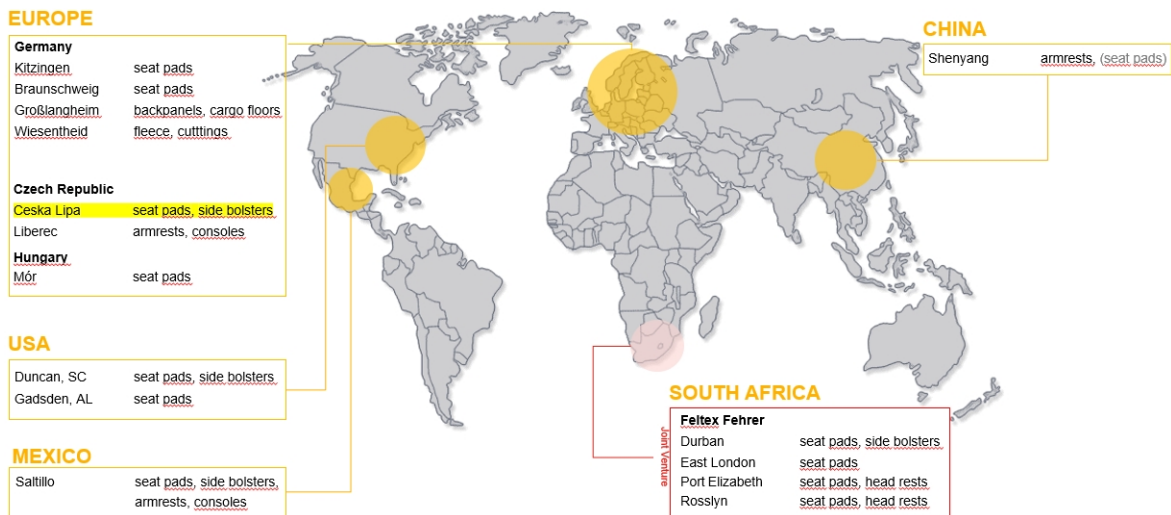 EUROPE
Germany
Kitzingen seat pads
Braunschweig seat pads
Großlangheim backpanels, cargo floors
Wiesentheid fleece, cutttings
Czech Republic
Ceska Lipa seat pads, side bolsters
Liberec armrests, consoles
Hungary
Mór seat pads
USA
Duncan, SC seat pads, side bolsters
Gadsden, AL seat pads
MEXICO
Saltillo seat pads, side bolsters,
armrests, consoles
CHINA
Shenyang armrests, (seat pads)
SOUTH AFRICA
Joint Venture
Feltex Fehrer
Durban seat pads, side bolsters
East London seat pads
Port Elizabeth seat pads, head rests
Rosslyn seat pads, head rests